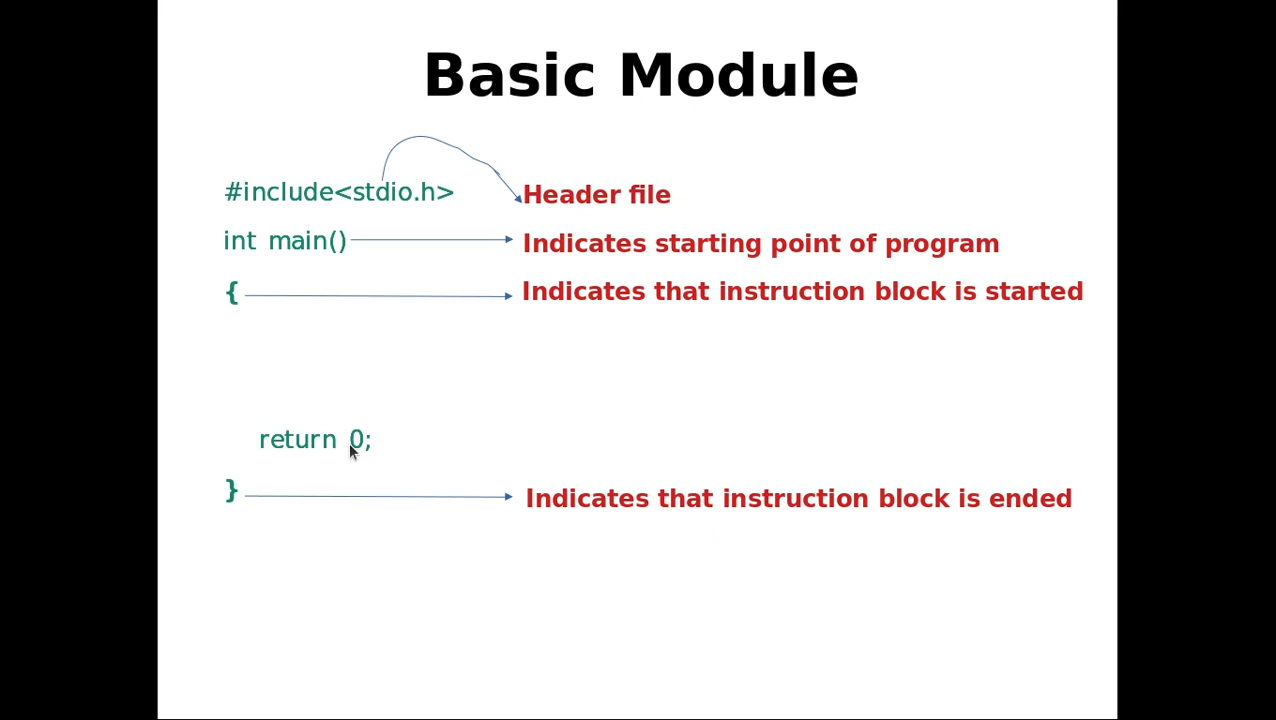 Basic Module
#include<stdio.h> Header file
int main() Indicates starting point of program
{ Indicates that instruction block is started
return 0;
} Indicates that instruction block is ended